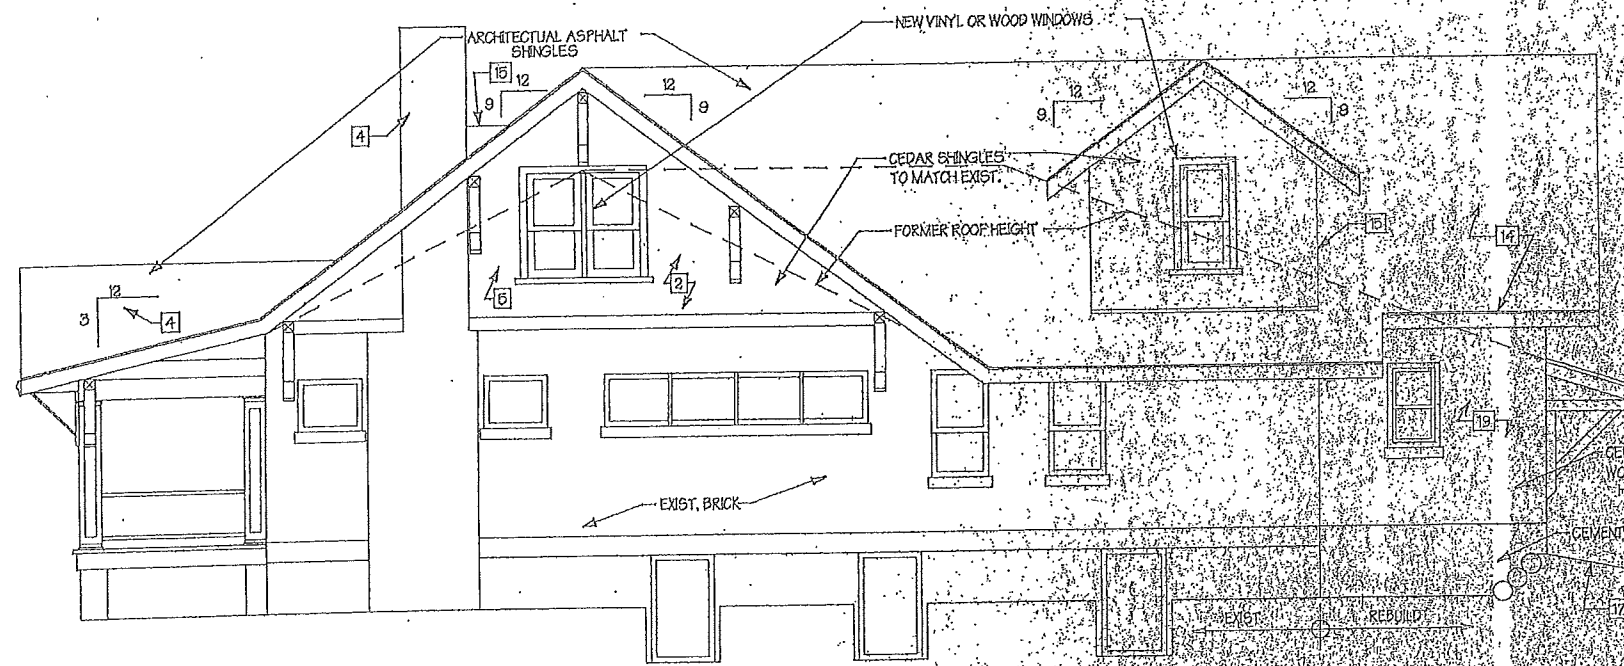 NEW VINYL OR WOOD WINDOWS
ARCHITECTUAL ASPHALT
SHINGLES
15
12
9
12
9
12
9
12
9
4
CEDAR SHINGLES
TO MATCH EXIST.
FORMER ROOF HEIGHT
15
14
5
2
12
3
4
19
EXIST. BRICK
CEMENT
EXIST
REBUILD
17